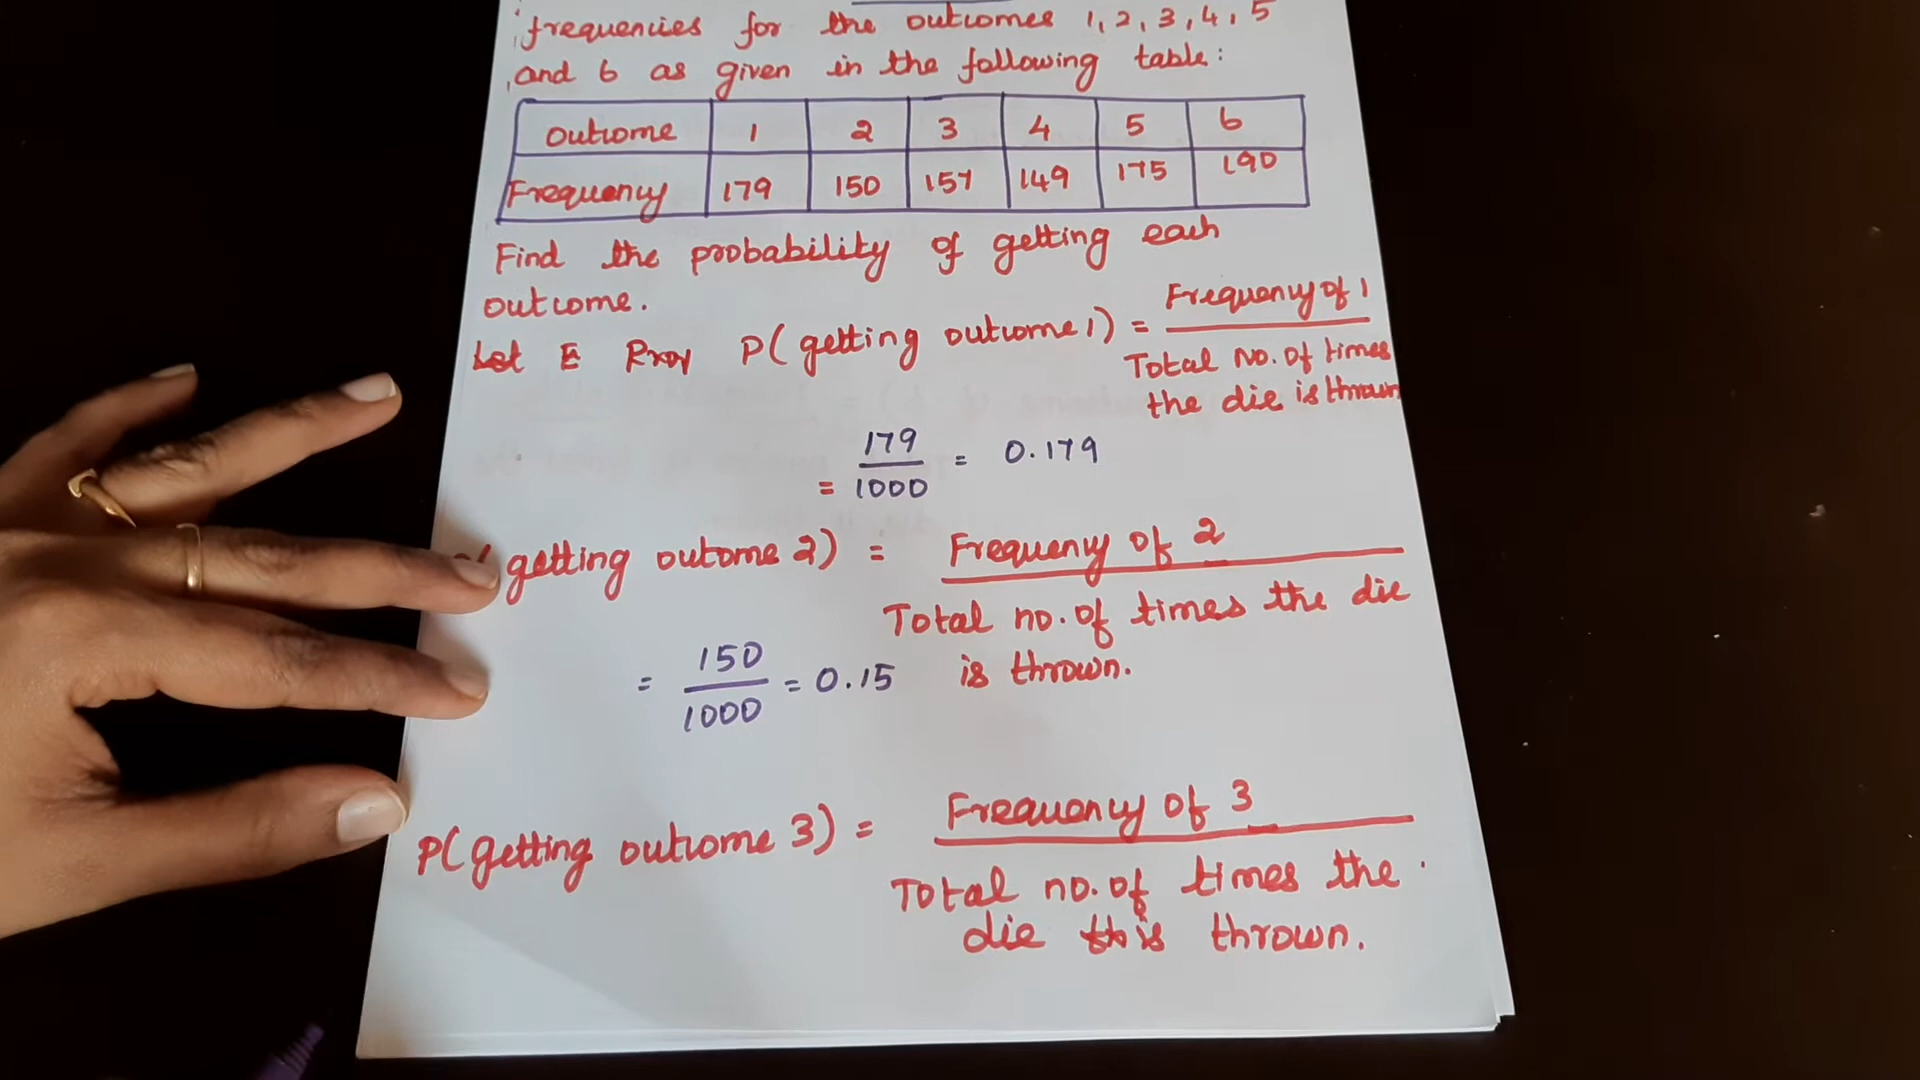 frequencies for the outcomes 1, 2, 3, 4, 5
and 6 as given in the following table:
Outcome 1 2 3 4 5 6
Frequency 179 150 157 149 175 190
Find the probability of getting each
outcome.
Let E P(getting outcome 1) = Frequency of 1
Total No. of times
the die is thrown
= 179/1000 = 0.179
getting outcome 2) = Frequency of 2
Total no. of times the die
is thrown.
= 150/1000 = 0.15
P(getting outcome 3) = Frequency of 3
Total no. of times the
die is thrown.